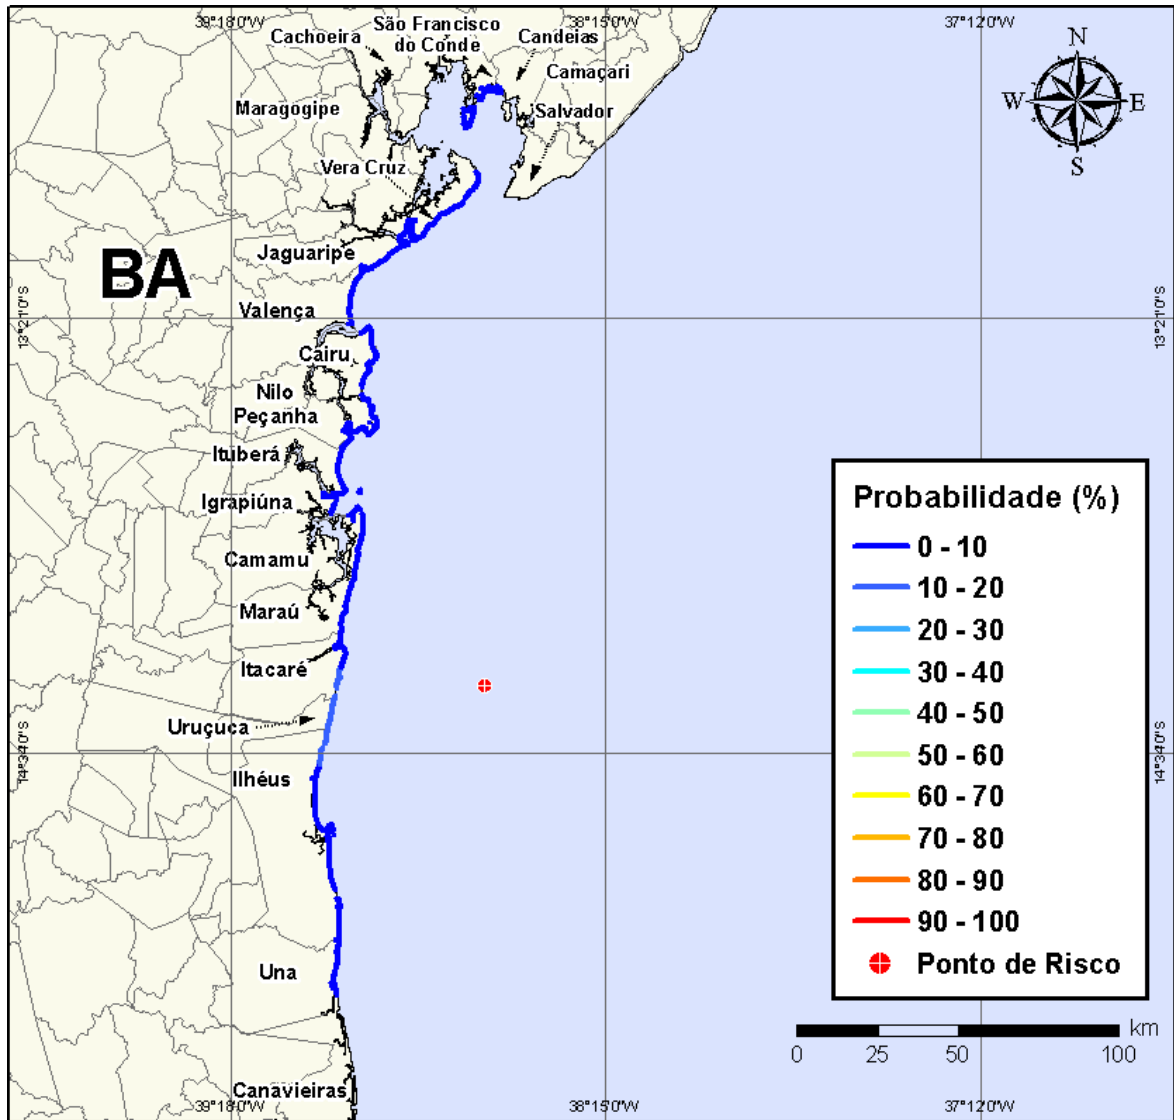 39°18'0"W
38°15'0"W
37°12'0"W
São Francisco
do Conde
Cachoeira
Candeias
Camaçari
Maragogipe
Salvador
Vera Cruz
N
W
E
S
Jaguaripe
BA
Valença
13°21'0"S
13°21'0"S
Cairu
Nilo
Peçanha
Ituberá
Igrapiúna
Camamu
Maraú
Itacaré
Uruçuca
14°34'0"S
14°34'0"S
Ilhéus
Una
Canavieiras
Probabilidade (%)
0 - 10
10 - 20
20 - 30
30 - 40
40 - 50
50 - 60
60 - 70
70 - 80
80 - 90
90 - 100
Ponto de Risco
km
0
25
50
100
39°18'0"W
38°15'0"W
37°12'0"W